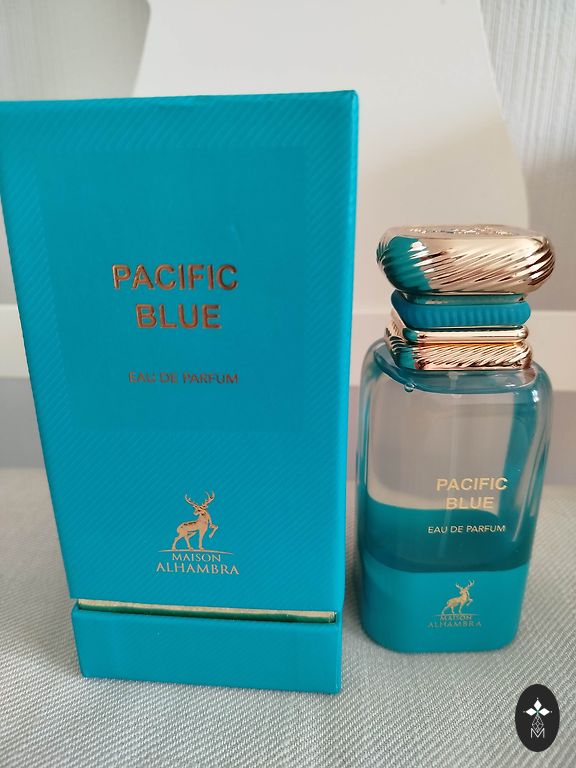 PACIFIC
BLUE
EAU DE PARFUM
MAISON
ALHAMBRA
PACIFIC
BLUE
EAU DE PARFUM
MAISON
ALHAMBRA
M